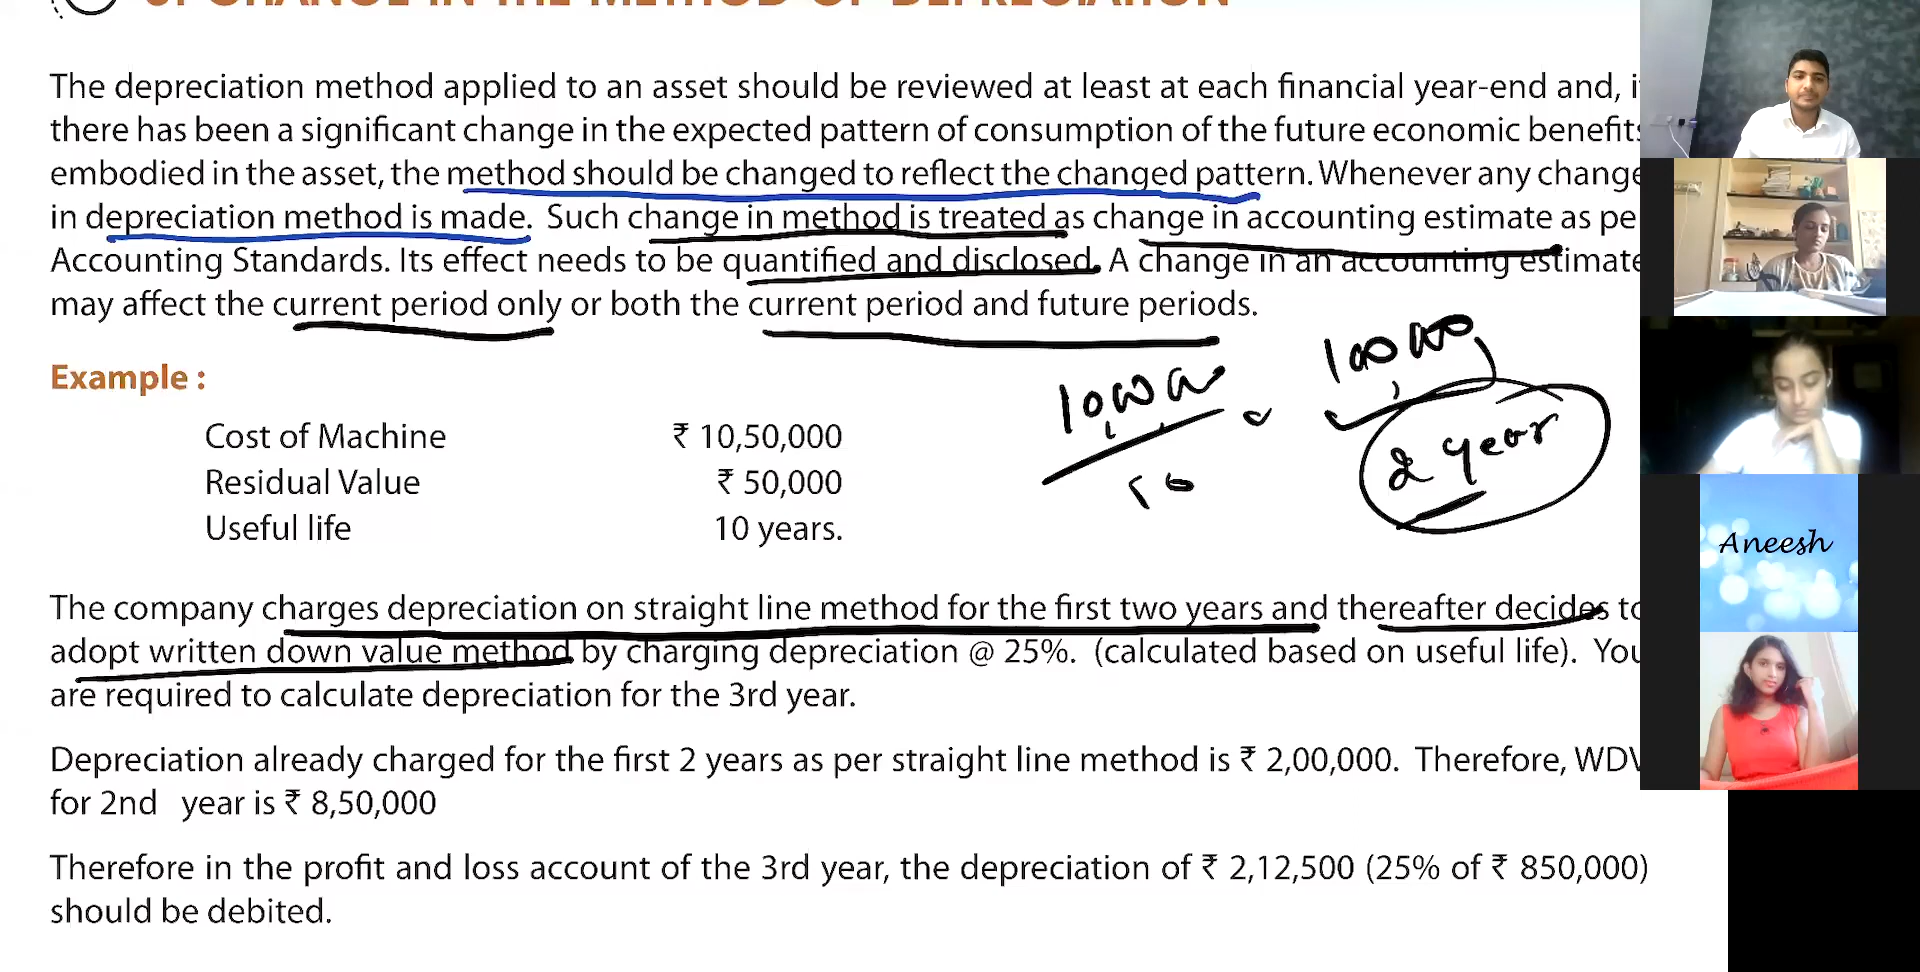 The depreciation method applied to an asset should be reviewed at least at each financial year-end and,
there has been a significant change in the expected pattern of consumption of the future economic benefits
embodied in the asset, the method should be changed to reflect the changed pattern. Whenever any change
in depreciation method is made. Such change in method is treated as change in accounting estimate as pe
Accounting Standards. Its effect needs to be quantified and disclosed. A change in an accounting estimate
may affect the current period only or both the current period and future periods.
Example :
Cost of Machine ₹ 10,50,000
Residual Value ₹ 50,000
Useful life 10 years.
2 year
The company charges depreciation on straight line method for the first two years and thereafter decides to
adopt written down value method by charging depreciation @ 25%. (calculated based on useful life). You
are required to calculate depreciation for the 3rd year.
Depreciation already charged for the first 2 years as per straight line method is ₹ 2,00,000. Therefore, WDV
for 2nd year is ₹ 8,50,000
Therefore in the profit and loss account of the 3rd year, the depreciation of ₹ 2,12,500 (25% of ₹ 850,000)
should be debited.
Aneesh